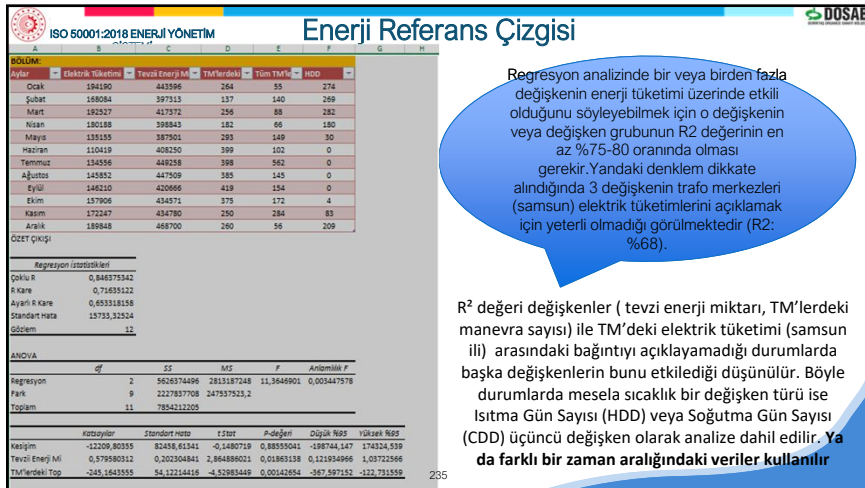 ISO 50001:2018 ENERJİ YÖNETİM
Enerji Referans Çizgisi
DOSAB
A B C D E F G H
BÖLÜM:
Aylar Elektrik Tüketimi Tevzi Enerji M TM'lerdeki Tüm TM'le HDD
Ocak 194190 443596 264 55 274
Şubat 168084 397313 137 140 269
Mart 192527 417372 256 88 282
Nisan 180188 398843 182 66 180
Mayıs 135155 387501 293 149 30
Haziran 110419 408250 399 102 0
Temmuz 134556 449258 398 562 0
Ağustos 145852 447509 385 145 0
Eylül 146210 420666 419 154 0
Ekim 157906 434571 375 172 4
Kasım 172247 434780 250 284 83
Aralık 189848 468700 260 56 209
ÖZET ÇIKIŞI
Regresyon İstatistikleri
Çoklu R 0,846375342
R Kare 0,71635122
Ayarlı R Kare 0,653318158
Standart Hata 15733,32524
Gözlem 12
ANOVA
df SS MS F Anlamlılık F
Regresyon 2 5626374496 2813187248 11,3646901 0,003447578
Fark 9 2227837708 247537523,2
Toplam 11 7854212205
Katsayılar Standart Hata t Stat P-değeri Düşük %95 Yüksek %95
Kesişim -12209,80355 82458,61341 -0,1480719 0,88555041 -198744,147 174324,539
Tevzii Enerji Mi 0,579580312 0,202304841 2,864886021 0,01863138 0,121934966 1,03722566
TM'lerdeki Top -245,1643555 54,12214416 -4,52983449 0,00142654 -367,597152 -122,731559
Regresyon analizinde bir veya birden fazla
değişkenin enerji tüketimi üzerinde etkili
olduğunu söyleyebilmek için o değişkenin
veya değişken grubunun R2 değerinin en
az %75-80 oranında olması
gerekir.Yandaki denklem dikkate
alındığında 3 değişkenin trafo merkezleri
(samsun) elektrik tüketimlerini açıklamak
için yeterli olmadığı görülmektedir (R2:
%68).
R² değeri değişkenler ( tevzi enerji miktarı, TM'lerdeki
manevra sayısı) ile TM'deki elektrik tüketimi (samsun
ili) arasındaki bağıntıyı açıklayamadığı durumlarda
başka değişkenlerin bunu etkilediği düşünülür. Böyle
durumlarda mesela sıcaklık bir değişken türü ise
Isıtma Gün Sayısı (HDD) veya Soğutma Gün Sayısı
(CDD) üçüncü değişken olarak analize dahil edilir. Ya
da farklı bir zaman aralığındaki veriler kullanılır
235